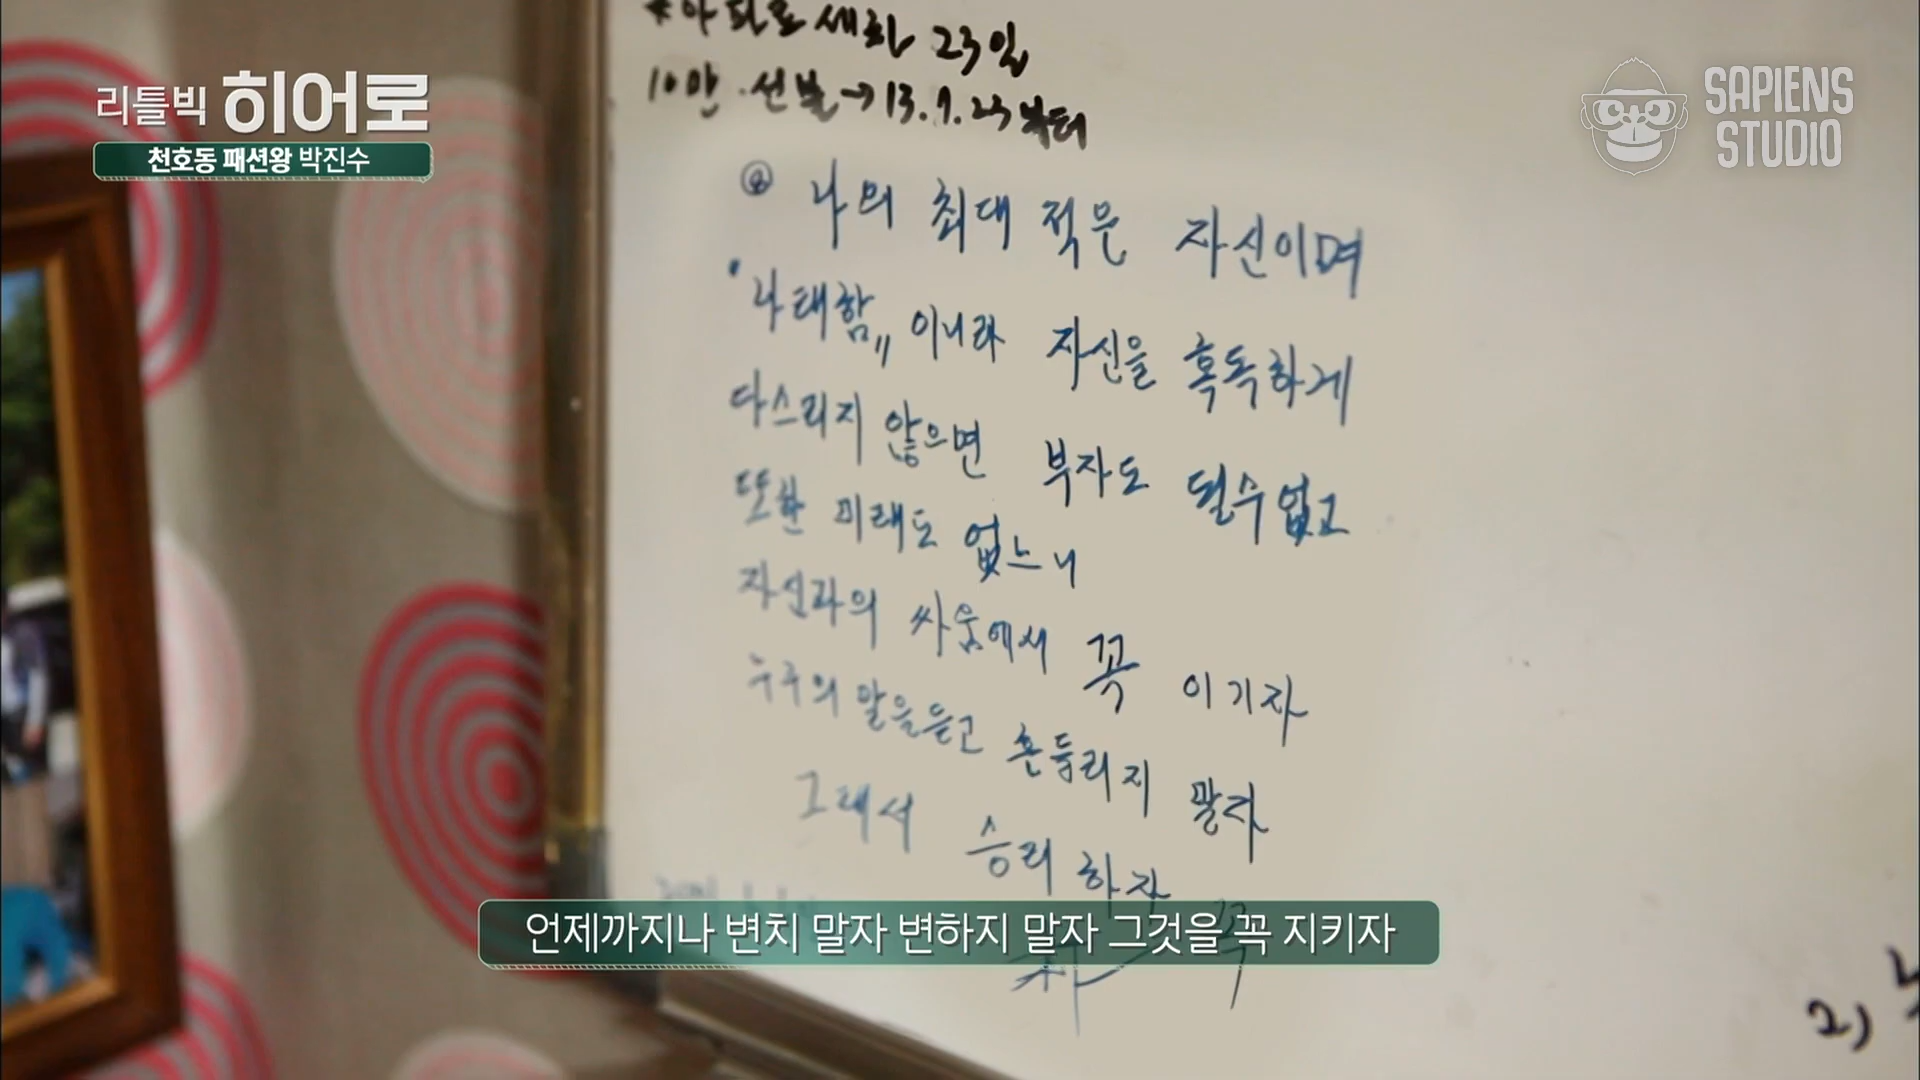 리틀빅 히어로
천호동 패션왕 박진수
SAPIENS
STUDIO
23일
10만 선불→13.9.23부터
나의 최대 적은 자신이며
"나태함" 이니라 자신을 혹독하게
다스리지 않으면 부자도 될수 없고
또한 미래도 없느니
자신과의 싸움에서 꼭 이기자
누구의 말을 듣고 흔들리지 말자
그래서 승리하자 꼭
언제까지나 변치 말자 변하지 말자 그것을 꼭 지키자
2)